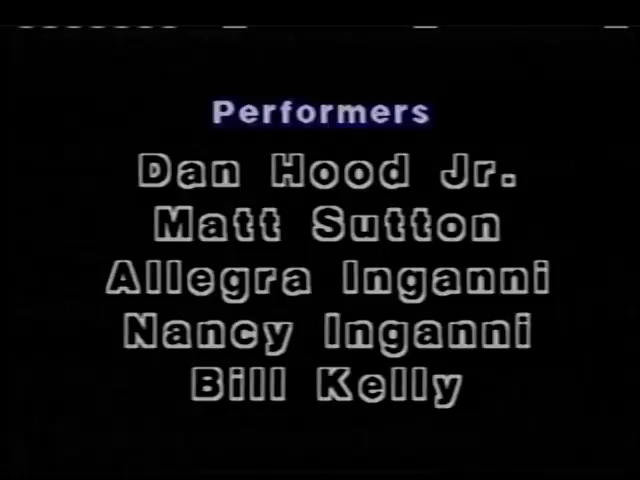 Performers
Dan Hood Jr.
Matt Sutton
Allegra Inganni
Nancy Inganni
Bill Kelly